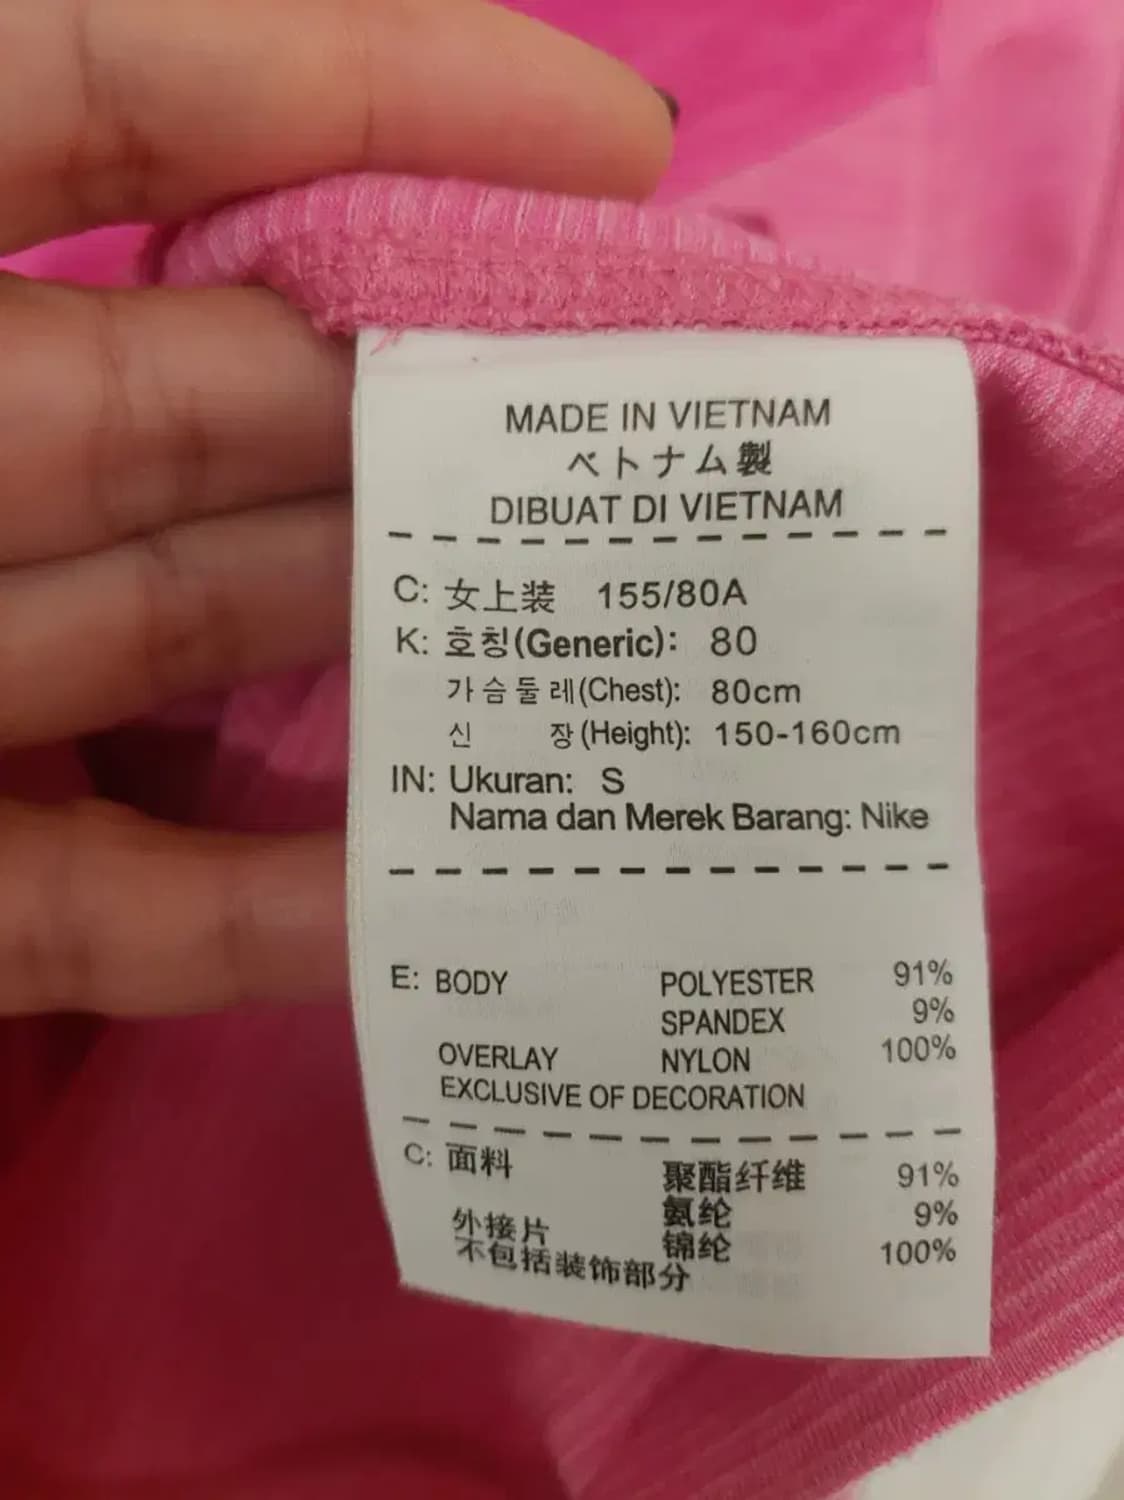 MADE IN VIETNAM
ベトナム製
DIBUAT DI VIETNAM
C: 女上装 155/80A
K: 호칭(Generic): 80
가슴둘레(Chest): 80cm
신 장(Height): 150-160cm
IN: Ukuran: S
Nama dan Merek Barang: Nike
E: BODY POLYESTER 91%
SPANDEX 9%
OVERLAY NYLON 100%
EXCLUSIVE OF DECORATION
C: 面料 聚酯纤维 91%
氨纶 9%
外接片 锦纶 100%
不包括装饰部分